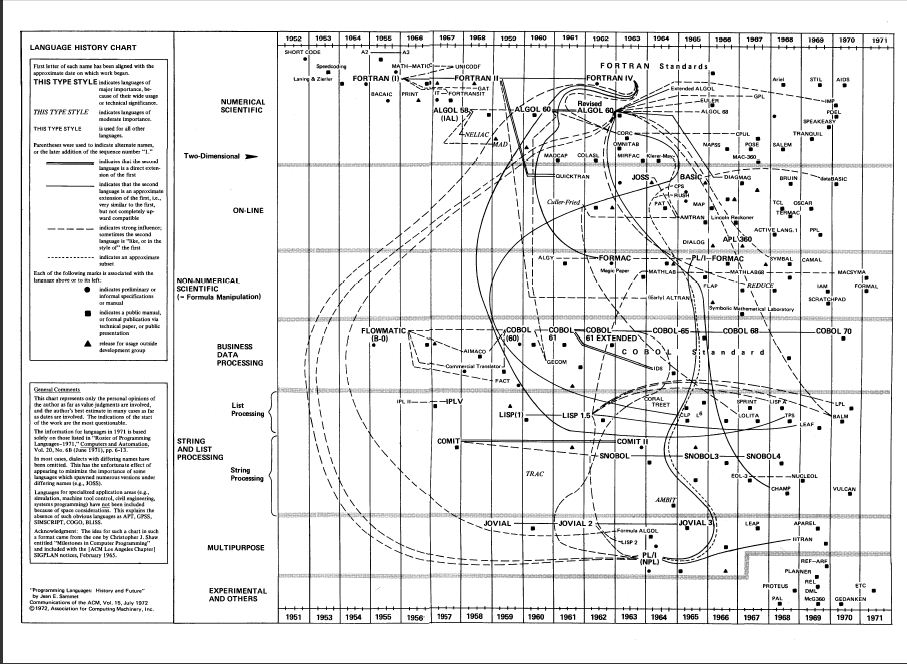 LANGUAGE HISTORY CHART
First letter of each name has been aligned with the
approximate date on which work began.
THIS TYPE STYLE indicates languages of
major importance, be-
cause of their wide usage
or technical significance.
THIS TYPE STYLE indicates languages of
moderate importance.
THIS TYPE STYLE is used for all other
languages.
Parentheses were used to indicate alternate names,
or the later addition of the sequence number "1."
indicates that the second
language is a direct exten-
sion of the first
indicates that the second
language is an approximate
extension of the first, i.e.,
very similar to the first,
but not completely up-
ward compatible
indicates strong influence;
sometimes the second
language is "like, or in the
style of" the first
indicates an approximate
subset
Each of the following marks is associated with the
language above or to its left:
indicates preliminary or
informal specifications
or manual
indicates a public manual,
or formal publication via
technical paper, or public
presentation
release for usage outside
development group
General Comments
This chart represents only the personal opinions of
the author as far as value judgments are involved,
and the author's best estimate in many cases as far
as dates are involved. The indications of the start
of the work are the most questionable.
The information for languages in 1971 is based
solely on those listed in "Roster of Programming
Languages-1971," Computers and Automation,
Vol. 20, No. 6B (June 1971), pp. 6-13.
In most cases, dialects with differing names have
been omitted. This has the unfortunate effect of
appearing to minimize the importance of some
languages which spawned numerous versions under
differing names (e.g., JOSS).
Languages for specialized application areas (e.g.,
simulation, machine tool control, civil engineering,
systems programming) have not been included
because of space considerations. This explains the
absence of such obvious languages as APT, GPSS,
SIMSCRIPT, COGO, BLISS.
Acknowledgment: The idea for such a chart in such
a format came from the one by Christopher J. Shaw
entitled "Milestones in Computer Programming"
and included with the [ACM Los Angeles Chapter]
SIGPLAN notices, February 1965.
"Programming Languages: History and Future"
by Jean E. Sammet
Communications of the ACM, Vol. 15, July 1972
©1972, Association for Computing Machinery, Inc.
1952 1953 1954 1955 1956 1957 1958 1959 1960 1961 1962 1963 1964 1965 1966 1967 1968 1969 1970 1971
NUMERICAL
SCIENTIFIC
Two-Dimensional
SHORT CODE
A2 A3
Speedcoding
MATH-MATIC
UNICODE
FORTRAN Standards
Laning & Zierler
FORTRAN (I)
FORTRAN II
FORTRAN IV
Ariel
STIL
AIDS
GAT
Extended ALGOL
BACAIC
PRINT
IT
FORTRANSIT
GPL
EULER
IMP
ALGOL 58
(IAL)
ALGOL 60
Revised
ALGOL 60
ALGOL 68
POEL
SPEAKEASY
NELIAC
MAD
CORC
CPUL
TRANQUIL
OMNITAB
NAPSS
POSE
SALEM
MADCAP
COLASL
MIRFAC
Klerer-May
MAC-360
ON-LINE
QUICKTRAN
JOSS
BASIC
DIAGMAG
BRUIN
dataBASIC
CPS
RUSH
Culler-Fried
PAT
MAP
TCL
OSCAR
TERMAC
AMTRAN
Lincoln Reckoner
ACTIVE LANG. I
PPL
DIALOG
APL 360
NON-NUMERICAL
SCIENTIFIC
(= Formula Manipulation)
ALGY
FORMAC
PL/I-FORMAC
SYMBAL
CAMAL
Magic Paper
MATHLAB
MATHLAB68
MACSYMA
FLAP
REDUCE
IAM
FORMAL
(Early) ALTRAN
SCRATCHPAD
Symbolic Mathematical Laboratory
BUSINESS
DATA
PROCESSING
FLOWMATIC
(B-0)
COBOL
(60)
COBOL
61
COBOL
61 EXTENDED
COBOL-65
COBOL 68
COBOL 70
AIMACO
COBOL Standard
Commercial Translator
GECOM
IDS
FACT
STRING
AND LIST
PROCESSING
List
Processing
IPL II
IPLV
CORAL
TREET
SPRINT
LISP 2
LPL
LISP(1)
LISP 1.5
CLP
L6
LOLITA
TPS
BALM
LEAF
String
Processing
COMIT
COMIT II
SNOBOL
SNOBOL3
SNOBOL4
TRAC
EOL-3
NUCLEOL
CHAMP
VULCAN
AMBIT
MULTIPURPOSE
JOVIAL
JOVIAL 2
JOVIAL 3
LEAP
APAREL
Formula ALGOL
LISP 2
IITRAN
PL/I
(NPL)
EXPERIMENTAL
AND OTHERS
REF-ARF
PLANNER
PROTEUS
REL
ETC
DML
PAL
McG360
GEDANKEN
1951 1952 1953 1954 1955 1956 1957 1958 1959 1960 1961 1962 1963 1964 1965 1966 1967 1968 1969 1970 1971